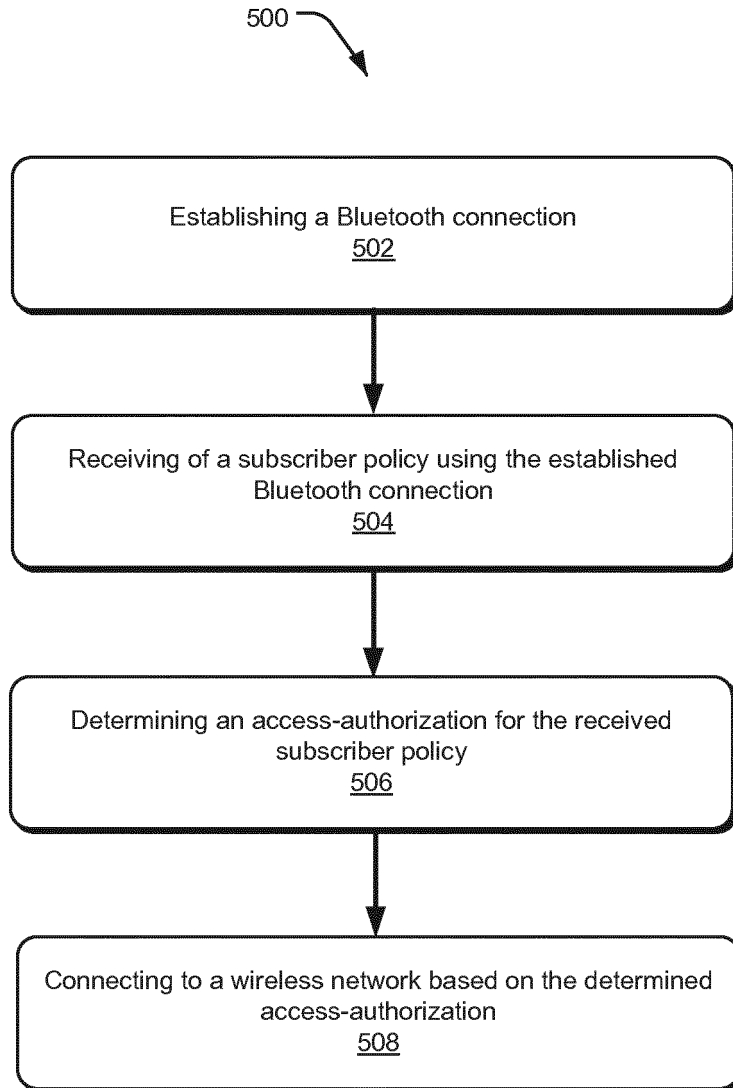 500
Establishing a Bluetooth connection
502
Receiving of a subscriber policy using the established
Bluetooth connection
504
Determining an access-authorization for the received
subscriber policy
506
Connecting to a wireless network based on the determined
access-authorization
508